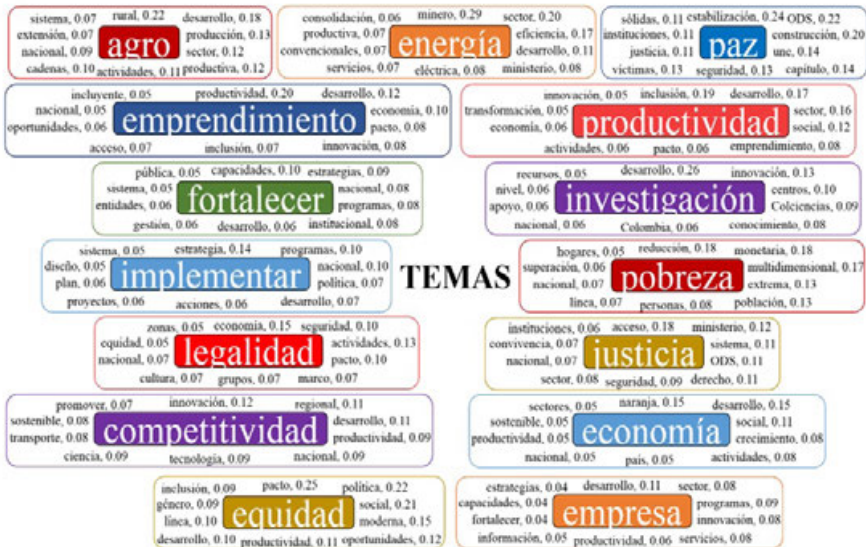 sistema, 0.07 rural, 0.22 desarrollo, 0.18
extensión, 0.07 producción, 0.13
agro
nacional, 0.09 sector, 0.12
cadenas, 0.10 actividades, 0.11 productiva, 0.12
consolidación, 0.06 minero, 0.29 sector, 0.20
productiva, 0.07 eficiencia, 0.17
energía
convencionales, 0.07 desarrollo, 0.11
servicios, 0.07 eléctrica, 0.08 ministerio, 0.08
sólidas, 0.11 estabilización, 0.24 ODS, 0.22
instituciones, 0.11 construcción, 0.20
paz
justicia, 0.11 une, 0.14
víctimas, 0.13 seguridad, 0.13 capítulo, 0.14
incluyente, 0.05 productividad, 0.20 desarrollo, 0.12
nacional, 0.05 economía, 0.10
emprendimiento
oportunidades, 0.06 pacto, 0.08
acceso, 0.07 inclusión, 0.07 innovación, 0.08
innovación, 0.05 inclusión, 0.19 desarrollo, 0.17
transformación, 0.05 sector, 0.16
productividad
economía, 0.06 social, 0.12
actividades, 0.06 pacto, 0.06 emprendimiento, 0.08
pública, 0.05 capacidades, 0.10 estrategias, 0.09
sistema, 0.05 nacional, 0.08
fortalecer
entidades, 0.06 programas, 0.08
gestión, 0.06 desarrollo, 0.06 institucional, 0.08
recursos, 0.05 desarrollo, 0.26 innovación, 0.13
nivel, 0.06 centros, 0.10
investigación
apoyo, 0.06 Colciencias, 0.09
nacional, 0.06 Colombia, 0.06 conocimiento, 0.08
sistema, 0.05 estrategia, 0.14 programas, 0.10
diseño, 0.05 nacional, 0.10
implementar
plan, 0.06 política, 0.07
proyectos, 0.06 acciones, 0.06 desarrollo, 0.07
TEMAS
hogares, 0.05 reducción, 0.18 monetaria, 0.18
superación, 0.06 multidimensional, 0.17
pobreza
nacional, 0.07 extrema, 0.13
línea, 0.07 personas, 0.08 población, 0.13
zonas, 0.05 economía, 0.15 seguridad, 0.10
equidad, 0.05 actividades, 0.13
legalidad
nacional, 0.07 pacto, 0.10
cultura, 0.07 grupos, 0.07 marco, 0.07
instituciones, 0.06 acceso, 0.18 ministerio, 0.12
convivencia, 0.07 sistema, 0.11
justicia
nacional, 0.07 ODS, 0.11
sector, 0.08 seguridad, 0.09 derecho, 0.11
promover, 0.07 innovación, 0.12 regional, 0.11
sostenible, 0.08 desarrollo, 0.11
competitividad
transporte, 0.08 productividad, 0.09
ciencia, 0.09 tecnología, 0.09 nacional, 0.09
sectores, 0.05 naranja, 0.15 desarrollo, 0.15
sostenible, 0.05 social, 0.11
economía
productividad, 0.05 crecimiento, 0.08
nacional, 0.05 país, 0.05 actividades, 0.08
inclusión, 0.09 pacto, 0.25 política, 0.22
género, 0.09 social, 0.21
equidad
línea, 0.10 moderna, 0.15
desarrollo, 0.10 productividad, 0.11 oportunidades, 0.12
estrategias, 0.04 desarrollo, 0.11 sector, 0.08
capacidades, 0.04 programas, 0.09
empresa
fortalecer, 0.04 innovación, 0.08
información, 0.05 productividad, 0.06 servicios, 0.08